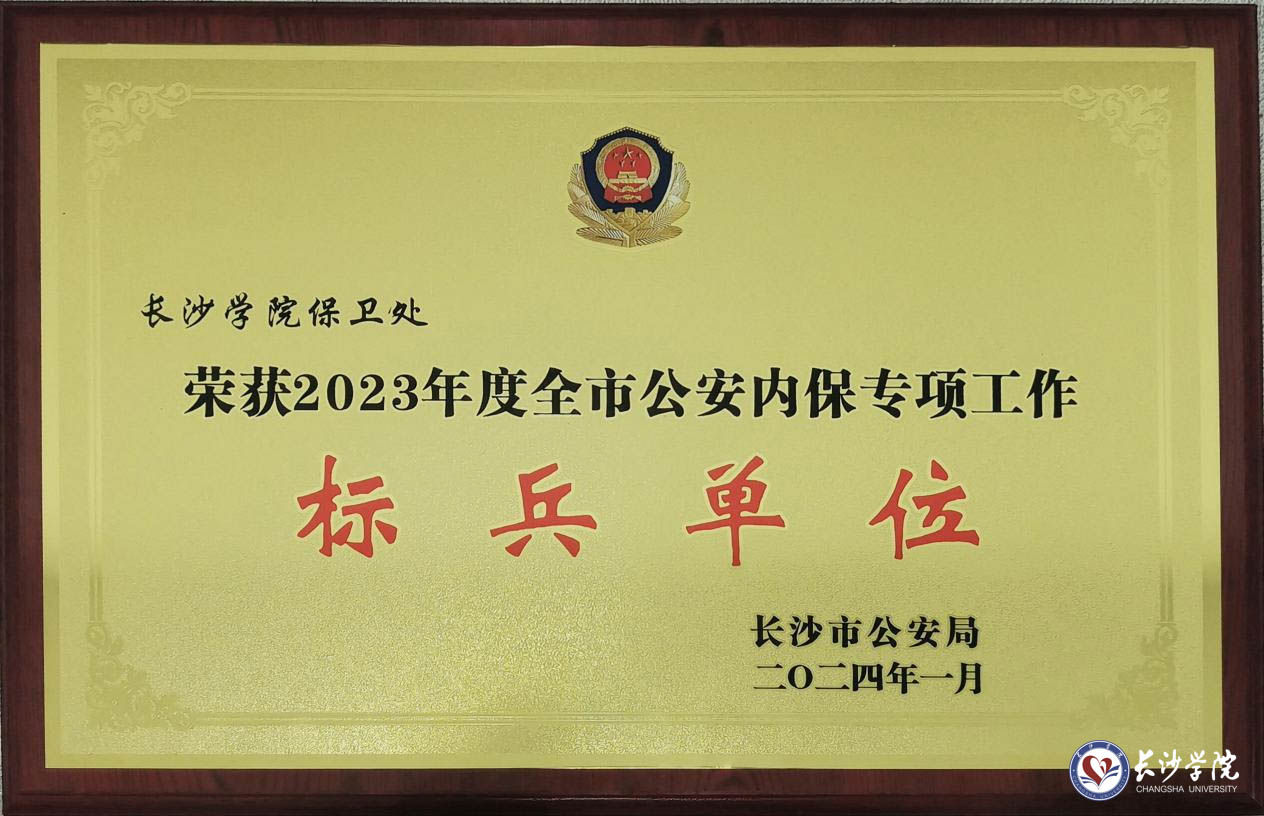 长沙学院保卫处
荣获2023年度全市公安内保专项工作
标兵单位
长沙市公安局
二〇二四年一月
长沙学院
CHANGSHA UNIVERSITY